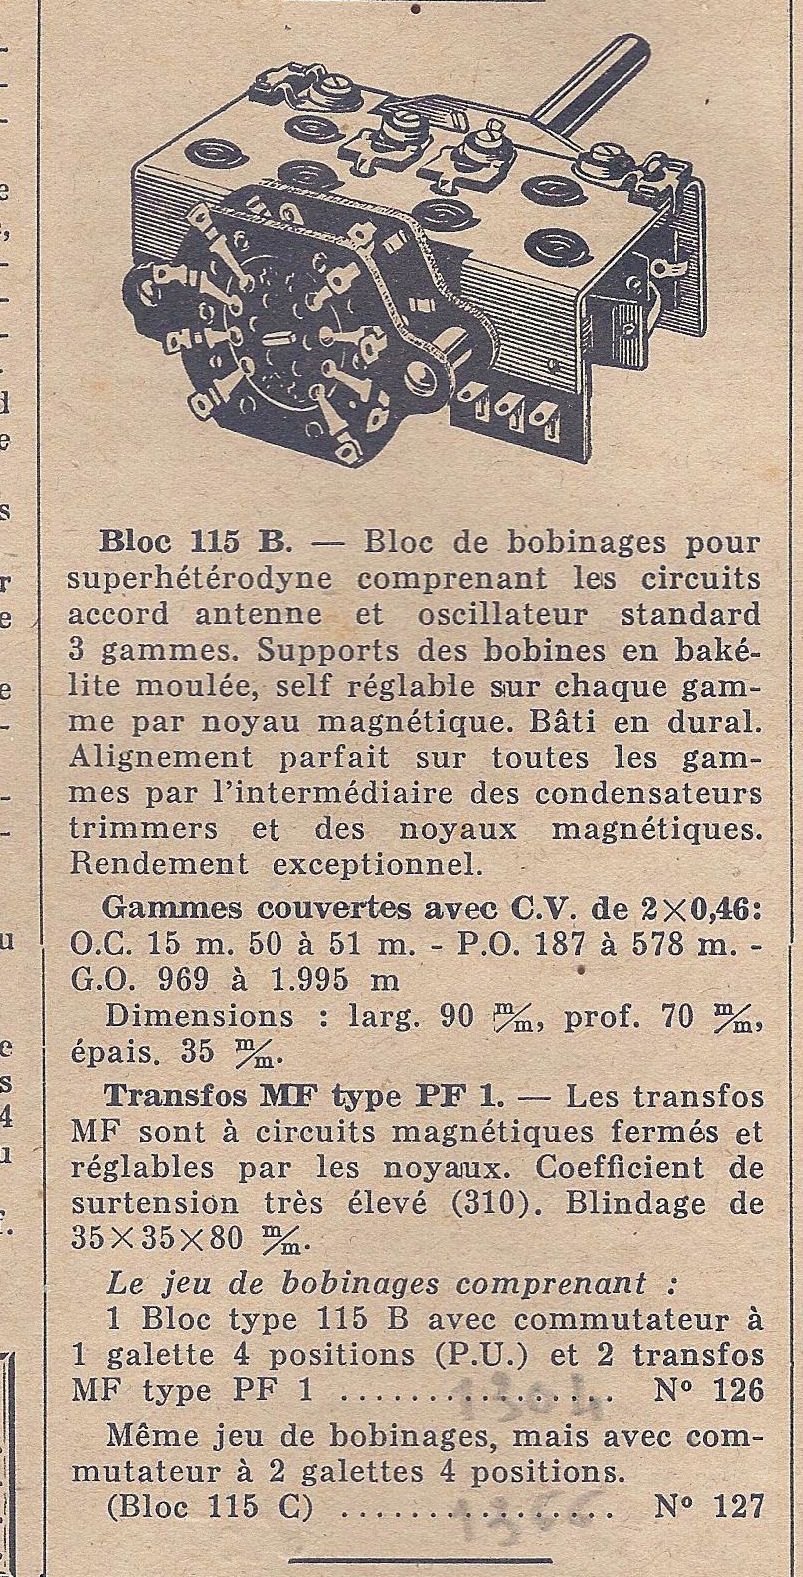 Bloc 115 B. — Bloc de bobinages pour
superhétérodyne comprenant les circuits
accord antenne et oscillateur standard
3 gammes. Supports des bobines en baké-
lite moulée, self réglable sur chaque gam-
me par noyau magnétique. Bâti en dural.
Alignement parfait sur toutes les gam-
mes par l'intermédiaire des condensateurs
trimmers et des noyaux magnétiques.
Rendement exceptionnel.
Gammes couvertes avec C.V. de 2×0,46:
O.C. 15 m. 50 à 51 m. - P.O. 187 à 578 m. -
G.O. 969 à 1.995 m
Dimensions : larg. 90 m/m, prof. 70 m/m,
épais. 35 m/m.
Transfos MF type PF 1. — Les transfos
MF sont à circuits magnétiques fermés et
réglables par les noyaux. Coefficient de
surtension très élevé (310). Blindage de
35×35×80 m/m.
Le jeu de bobinages comprenant :
1 Bloc type 115 B avec commutateur à
1 galette 4 positions (P.U.) et 2 transfos
MF type PF 1 ................ N° 126
Même jeu de bobinages, mais avec com-
mutateur à 2 galettes 4 positions.
(Bloc 115 C) ................ N° 127